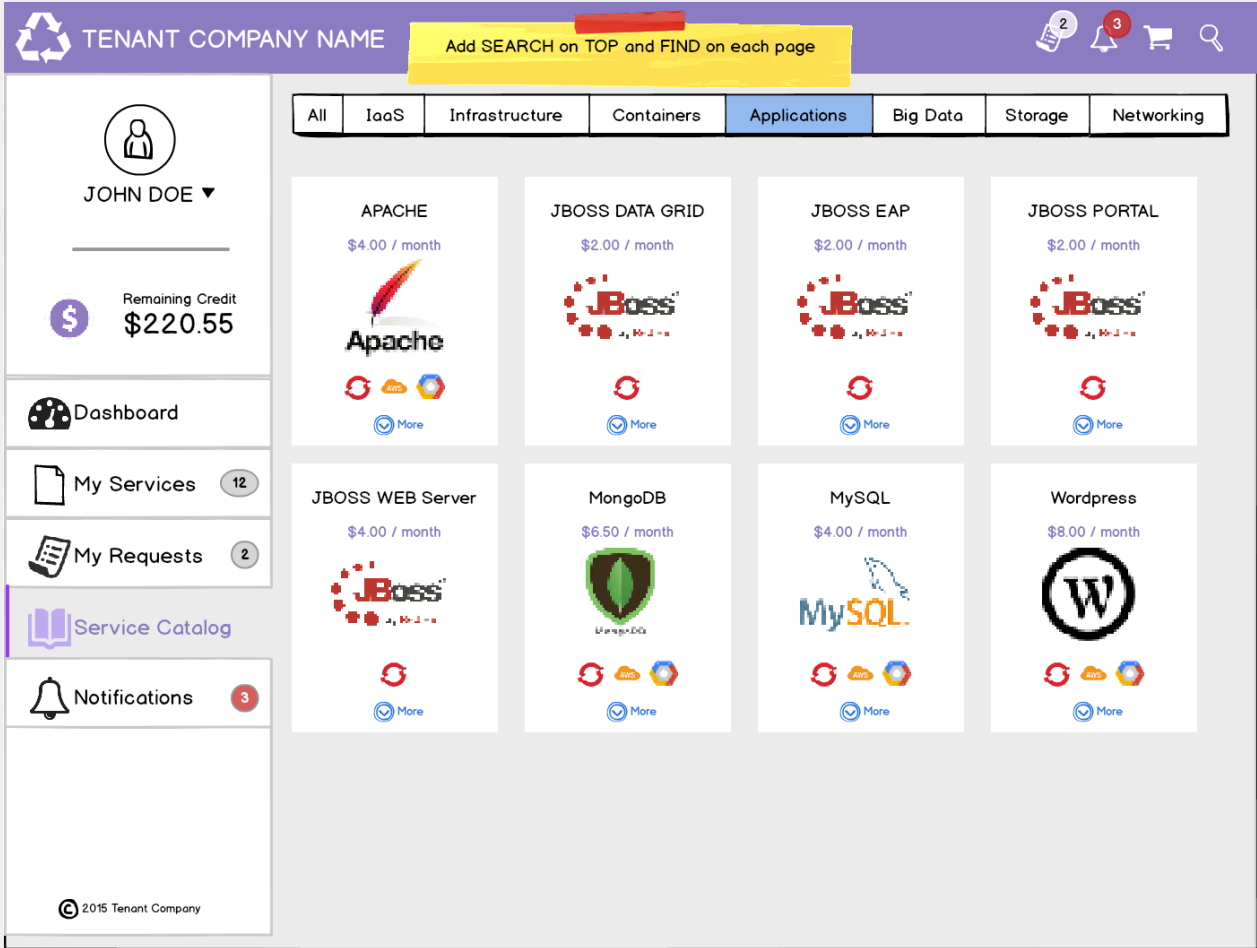 TENANT COMPANY NAME
Add SEARCH on TOP and FIND on each page
2
3
JOHN DOE
$
Remaining Credit
$220.55
Dashboard
My Services 12
My Requests 2
Service Catalog
Notifications 3
© 2015 Tenant Company
All IaaS Infrastructure Containers Applications Big Data Storage Networking
APACHE JBOSS DATA GRID JBOSS EAP JBOSS PORTAL
$4.00 / month $2.00 / month $2.00 / month $2.00 / month
Apache JBoss JBoss JBoss
AWS
More More More More
JBOSS WEB Server MongoDB MySQL Wordpress
$4.00 / month $6.50 / month $4.00 / month $8.00 / month
JBoss MongoDB MySQL W
AWS AWS AWS
More More More More